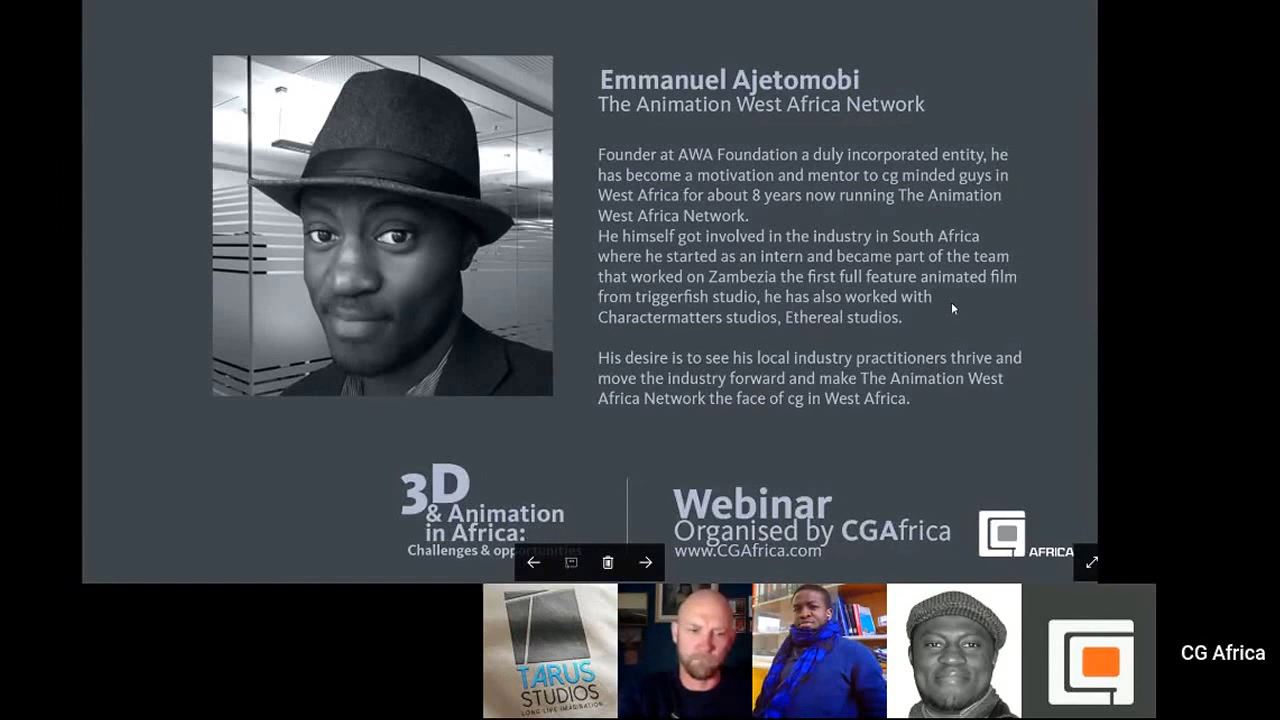 Emmanuel Ajetomobi
The Animation West Africa Network
Founder at AWA Foundation a duly incorporated entity, he
has become a motivation and mentor to cg minded guys in
West Africa for about 8 years now running The Animation
West Africa Network.
He himself got involved in the industry in South Africa
where he started as an intern and became part of the team
that worked on Zambezia the first full feature animated film
from triggerfish studio, he has also worked with
Charactermatters studios, Ethereal studios.
His desire is to see his local industry practitioners thrive and
move the industry forward and make The Animation West
Africa Network the face of cg in West Africa.
3D
& Animation
in Africa:
Challenges & opportunities
Webinar
Organised by CGAfrica
www.CGAfrica.com
AFRICA
TARUS
STUDIOS
LONG LIVE IMAGINATION
CG Africa